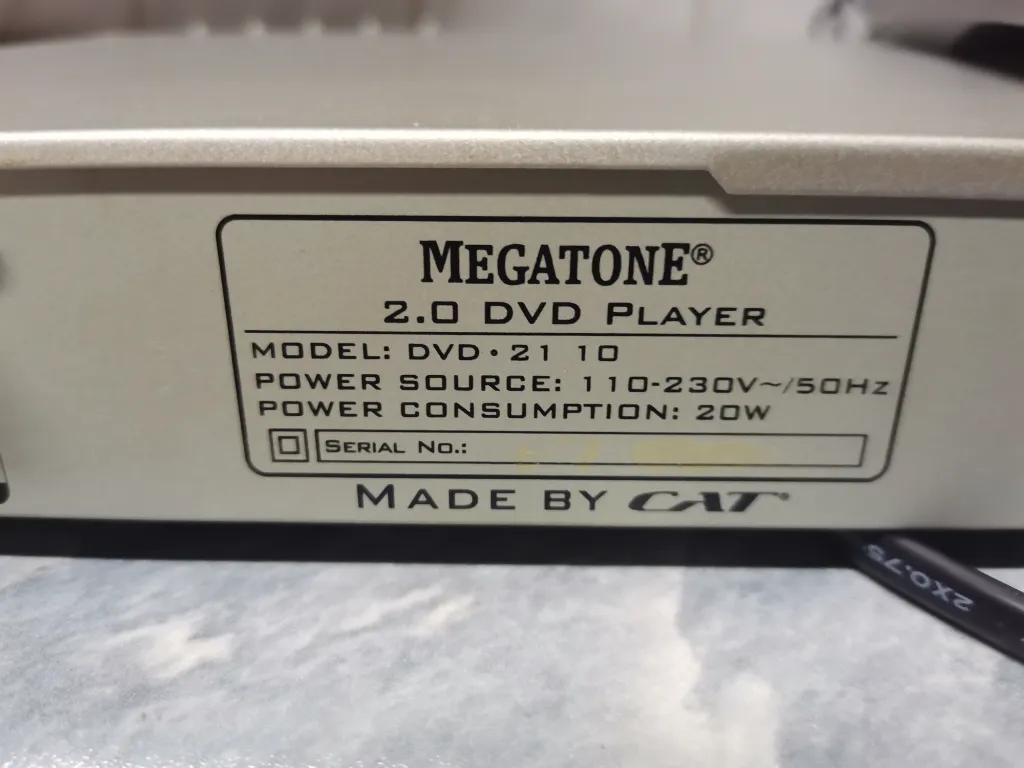 MEGATONE®
2.0 DVD PLAYER
MODEL: DVD·21 10
POWER SOURCE: 110-230V~/50Hz
POWER CONSUMPTION: 20W
SERIAL NO.:
MADE BY CAT
2X0.75